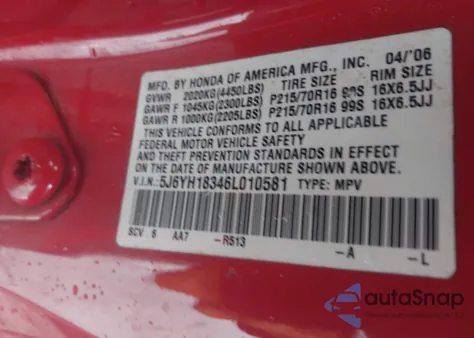 MFD. BY HONDA OF AMERICA MFG., INC. 04/'06
GVWR 2020KG(4450LBS) TIRE SIZE RIM SIZE
GAWR F 1045KG(2300LBS) P215/70R16 99S 16X6.5JJ
GAWR R 1000KG(2205LBS) P215/70R16 99S 16X6.5JJ
THIS VEHICLE CONFORMS TO ALL APPLICABLE
FEDERAL MOTOR VEHICLE SAFETY
AND THEFT PREVENTION STANDARDS IN EFFECT
ON THE DATE OF MANUFACTURE SHOWN ABOVE.
V.I.N.: 5J6YH18346L010581 TYPE: MPV
SCV 6 AA7 -R513 -A -L
autoSnap